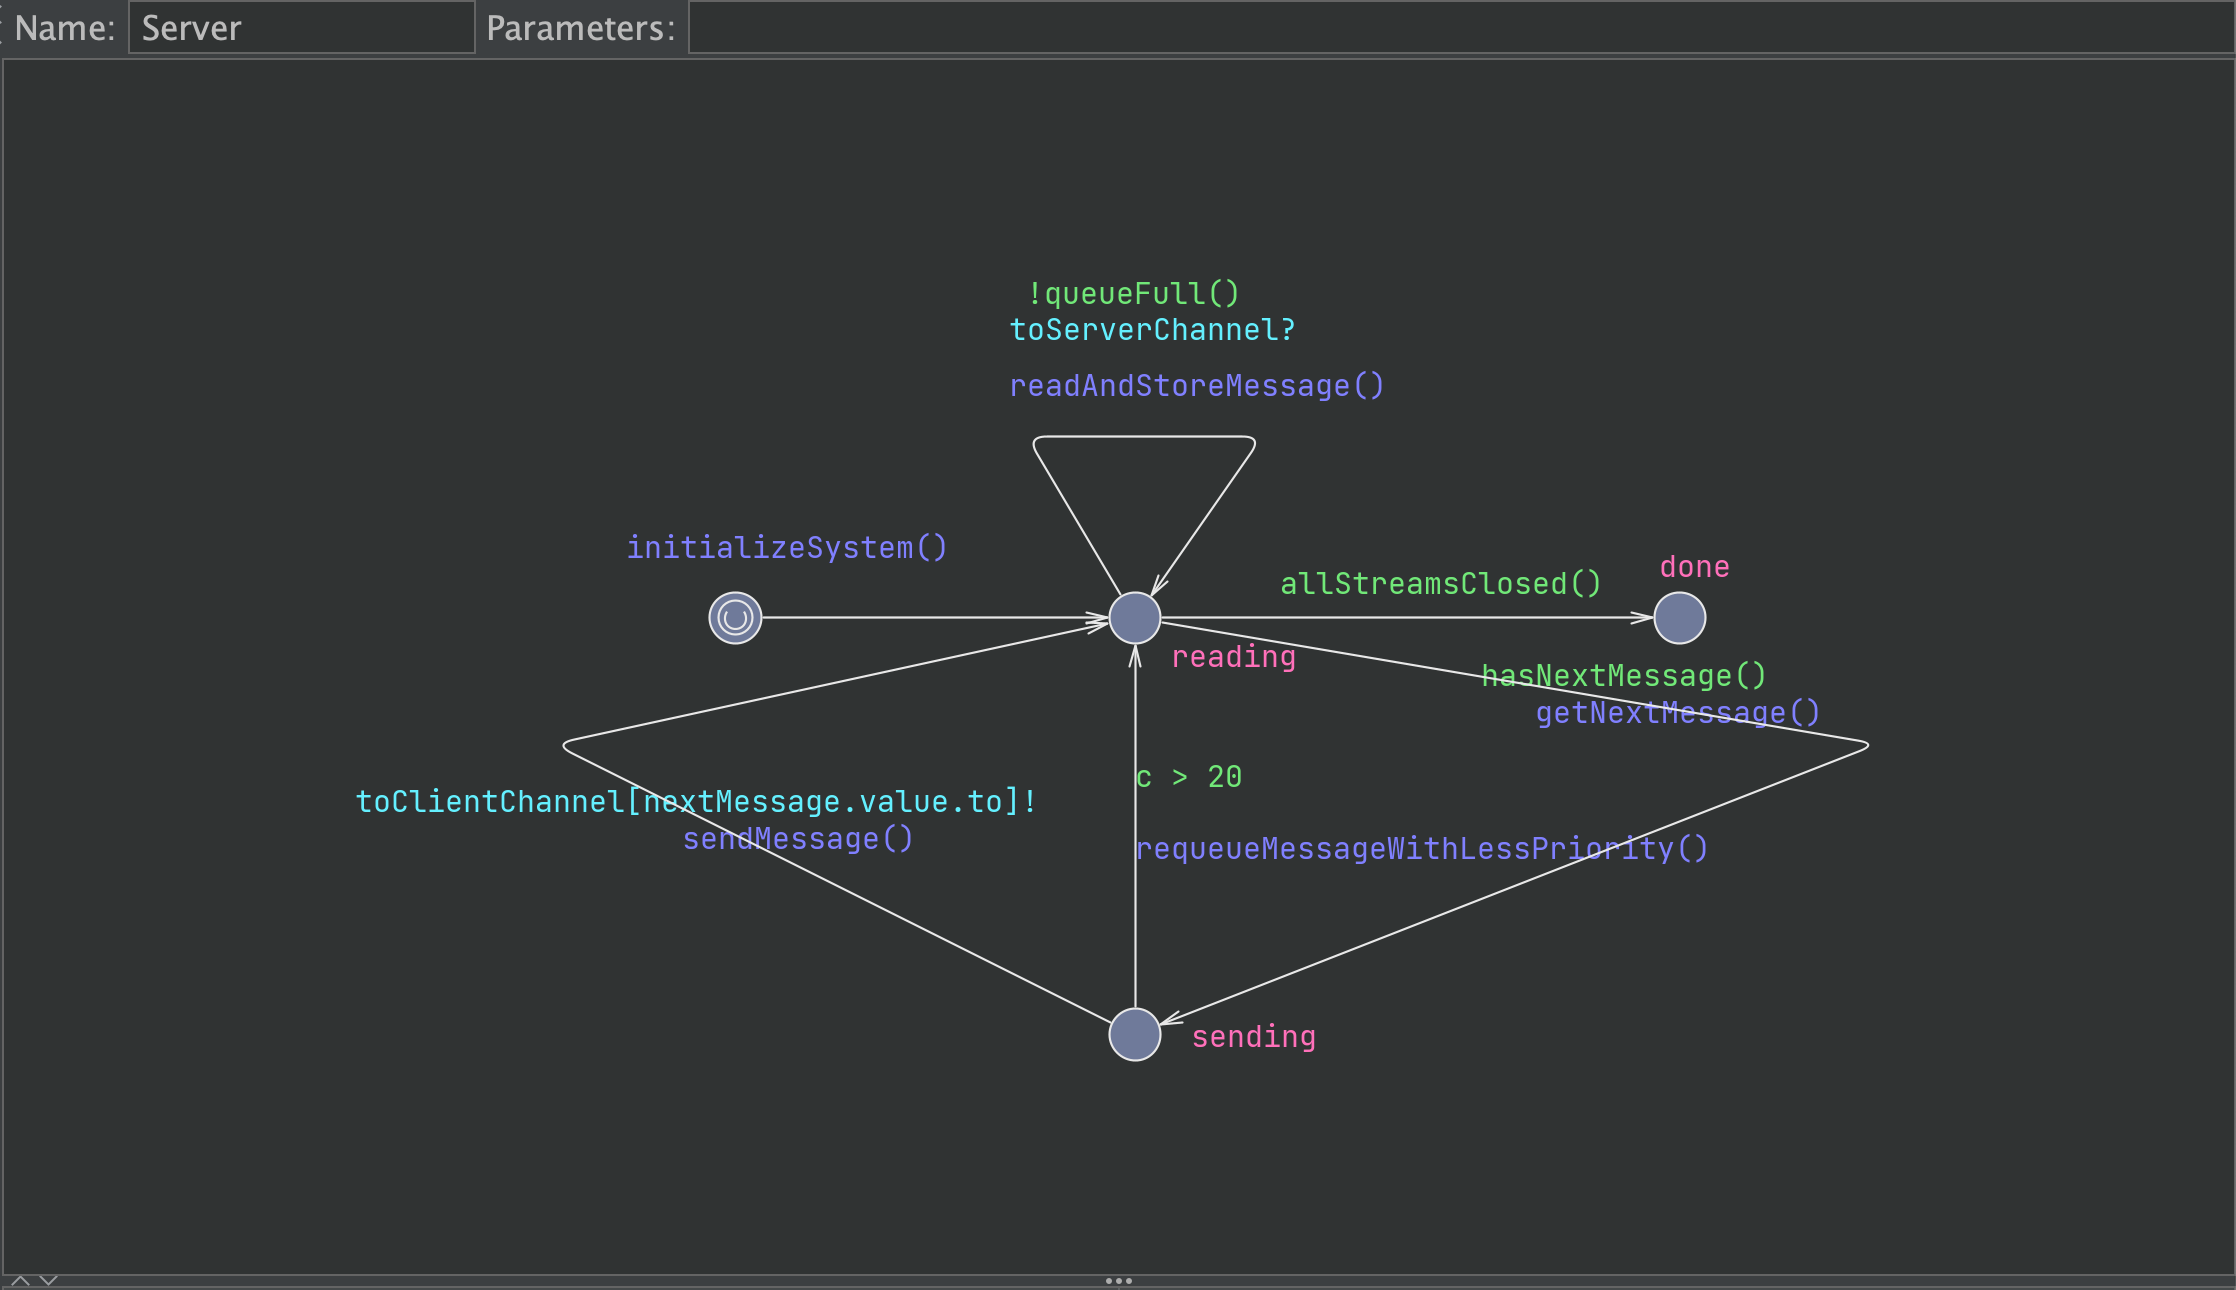 Name: Server Parameters:
!queueFull()
toServerChannel?
readAndStoreMessage()
initializeSystem()
done
allStreamsClosed()
reading
hasNextMessage()
getNextMessage()
c > 20
toClientChannel[nextMessage.value.to]!
sendMessage()
requeueMessageWithLessPriority()
sending